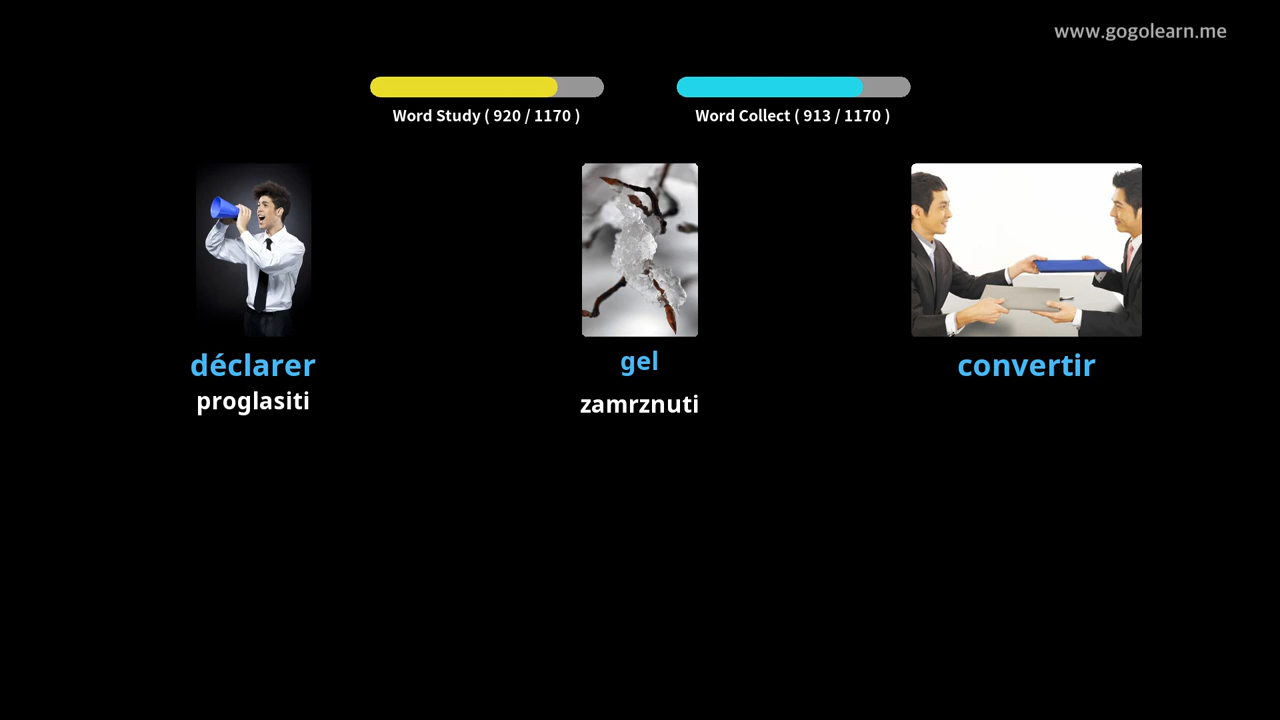 www.gogolearn.me
Word Study ( 920 / 1170 )
Word Collect ( 913 / 1170 )
déclarer
proglasiti
gel
zamrznuti
convertir